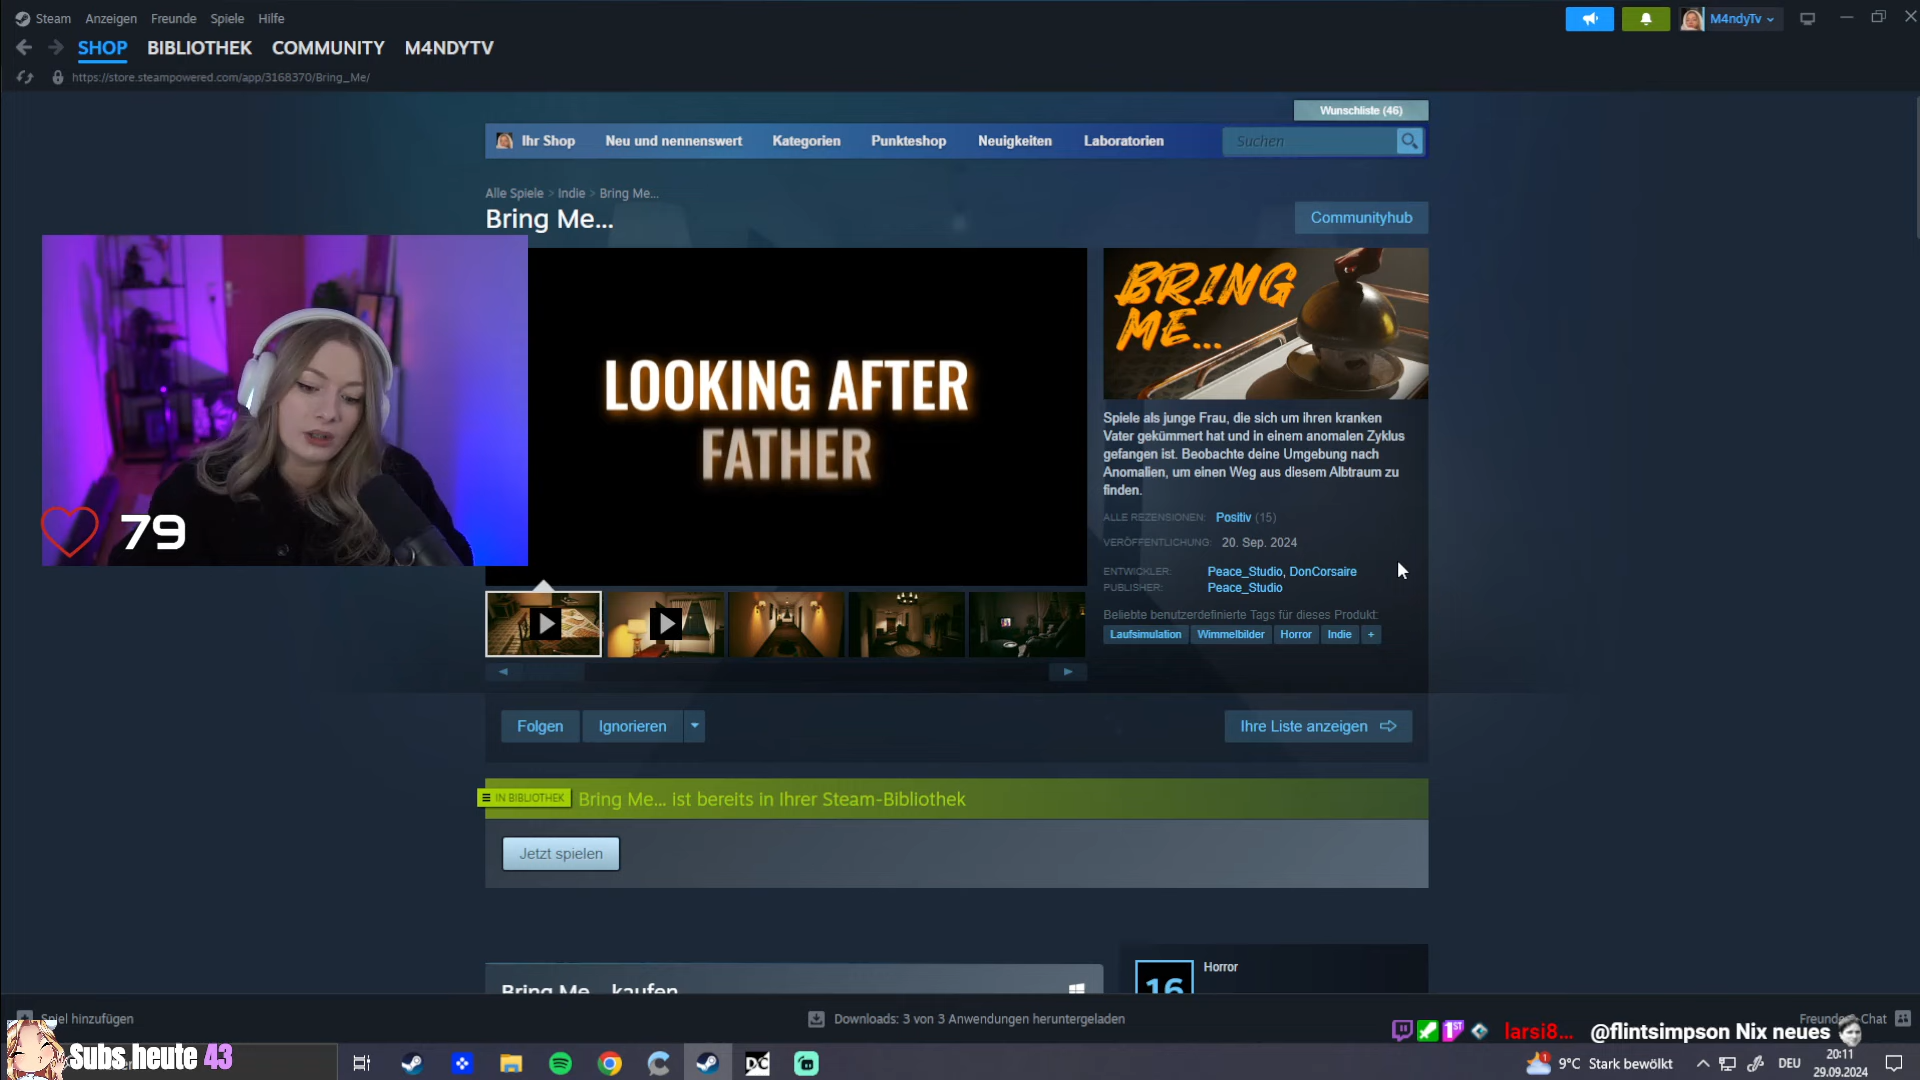 Steam Anzeigen Freunde Spiele Hilfe
M4ndyTv
SHOP BIBLIOTHEK COMMUNITY M4NDYTV
https://store.steampowered.com/app/3168370/Bring_Me/
Wunschliste (46)
Ihr Shop Neu und nennenswert Kategorien Punkteshop Neuigkeiten Laboratorien Suchen
Alle Spiele > Indie > Bring Me...
Bring Me...
Communityhub
LOOKING AFTER
FATHER
BRING
ME...
Spiele als junge Frau, die sich um ihren kranken
Vater gekümmert hat und in einem anomalen Zyklus
gefangen ist. Beobachte deine Umgebung nach
Anomalien, um einen Weg aus diesem Albtraum zu
finden.
ALLE REZENSIONEN: Positiv (15)
VERÖFFENTLICHUNG: 20. Sep. 2024
ENTWICKLER: Peace_Studio, DonCorsaire
PUBLISHER: Peace_Studio
Beliebte benutzerdefinierte Tags für dieses Produkt:
Laufsimulation Wimmelbilder Horror Indie +
79
Folgen Ignorieren Ihre Liste anzeigen
IN BIBLIOTHEK Bring Me... ist bereits in Ihrer Steam-Bibliothek
Jetzt spielen
Bring Me... kaufen
16
Horror
Spiel hinzufügen
Downloads: 3 von 3 Anwendungen heruntergeladen
Chat
1ST larsi8... @flintsimpson Nix neues
Subs heute 43
DC
1 9°C Stark bewölkt DEU 20:11
29.09.2024